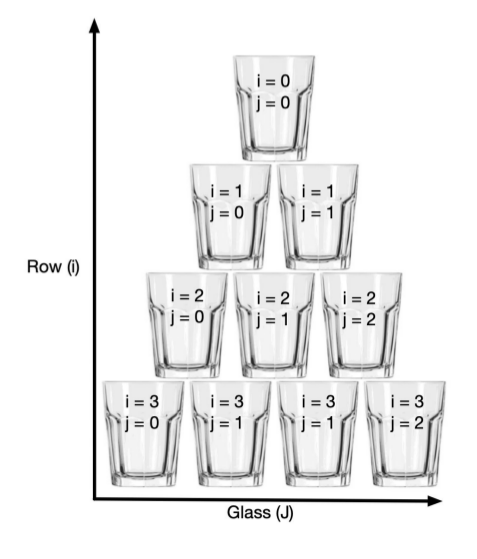 i = 0
j = 0
i = 1
j = 0
i = 1
j = 1
Row (i)
i = 2
j = 0
i = 2
j = 1
i = 2
j = 2
i = 3
j = 0
i = 3
j = 1
i = 3
j = 1
i = 3
j = 2
Glass (J)